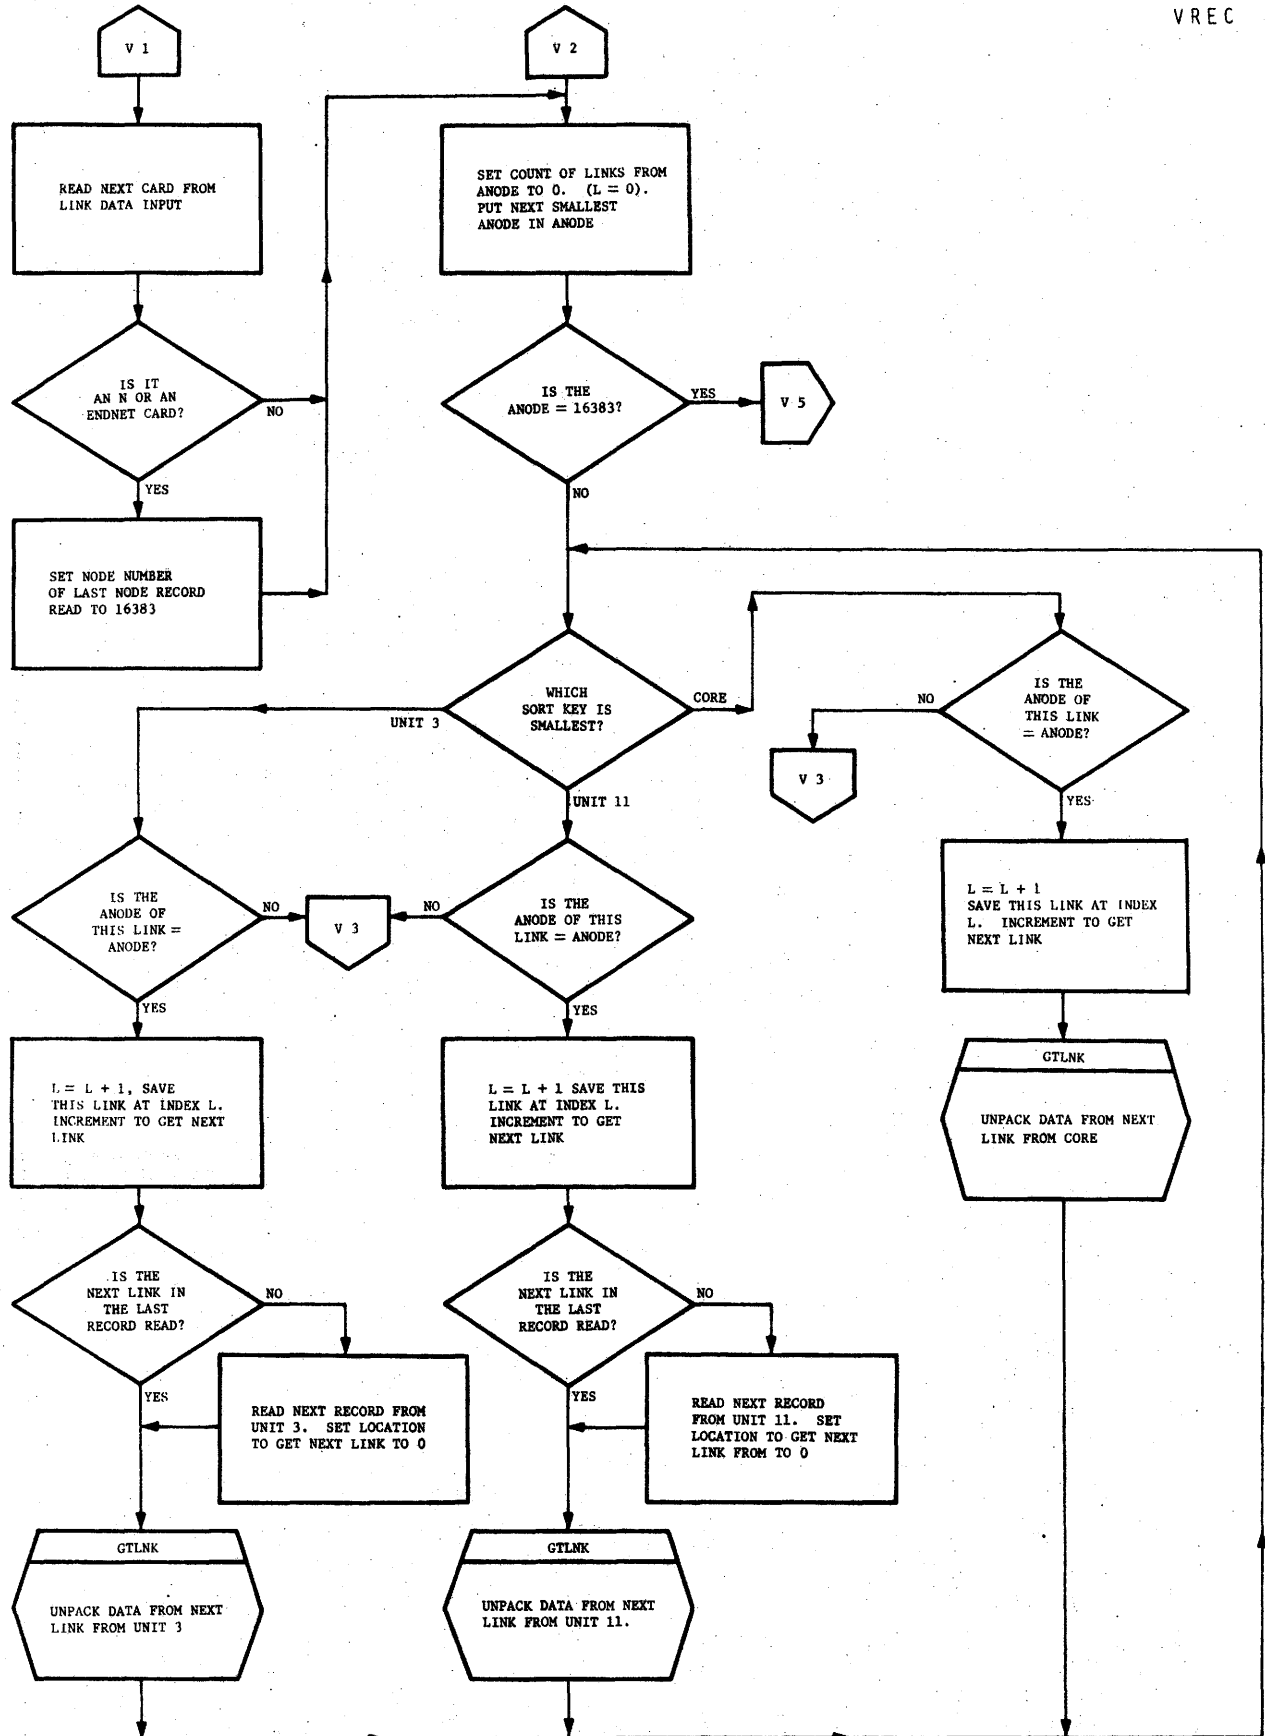 VREC
V 1
V 2
READ NEXT CARD FROM
LINK DATA INPUT
SET COUNT OF LINKS FROM
ANODE TO 0. (L = 0).
PUT NEXT SMALLEST
ANODE IN ANODE
IS IT
AN N OR AN
ENDNET CARD?
NO
YES
IS THE
ANODE = 16383?
YES
V 5
NO
SET NODE NUMBER
OF LAST NODE RECORD
READ TO 16383
WHICH
SORT KEY IS
SMALLEST?
CORE
UNIT 3
UNIT 11
IS THE
ANODE OF
THIS LINK
= ANODE?
NO
V 3
YES
IS THE
ANODE OF
THIS LINK =
ANODE?
NO
V 3
NO
IS THE
ANODE OF THIS
LINK = ANODE?
L = L + 1
SAVE THIS LINK AT INDEX
L. INCREMENT TO GET
NEXT LINK
YES
YES
L = L + 1, SAVE
THIS LINK AT INDEX L.
INCREMENT TO GET NEXT
LINK
L = L + 1 SAVE THIS
LINK AT INDEX L.
INCREMENT TO GET
NEXT LINK
GTLNK
UNPACK DATA FROM NEXT
LINK FROM CORE
IS THE
NEXT LINK IN
THE LAST
RECORD READ?
NO
YES
IS THE
NEXT LINK IN
THE LAST
RECORD READ?
NO
YES
READ NEXT RECORD FROM
UNIT 3. SET LOCATION
TO GET NEXT LINK TO 0
READ NEXT RECORD
FROM UNIT 11. SET
LOCATION TO GET NEXT
LINK FROM TO 0
GTLNK
UNPACK DATA FROM NEXT
LINK FROM UNIT 3
GTLNK
UNPACK DATA FROM NEXT
LINK FROM UNIT 11.